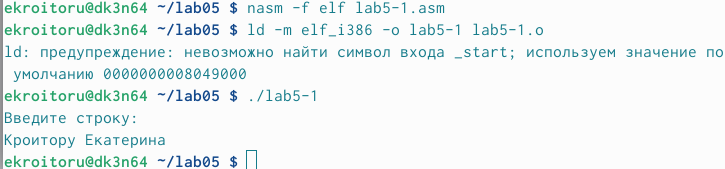 ekroitoru@dk3n64 ~/lab05 $ nasm -f elf lab5-1.asm
ekroitoru@dk3n64 ~/lab05 $ ld -m elf_i386 -o lab5-1 lab5-1.o
ld: предупреждение: невозможно найти символ входа _start; используем значение по
умолчанию 0000000008049000
ekroitoru@dk3n64 ~/lab05 $ ./lab5-1
Введите строку:
Кроитору Екатерина
ekroitoru@dk3n64 ~/lab05 $